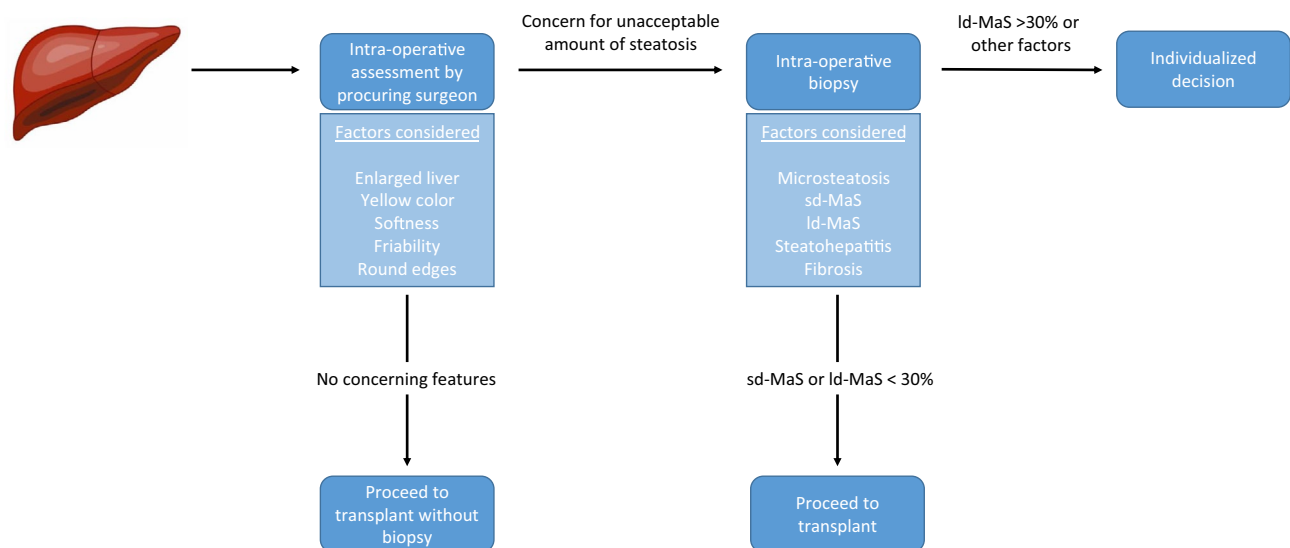 Intra-operative
assessment by
procuring surgeon
Factors considered
Enlarged liver
Yellow color
Softness
Friability
Round edges
No concerning features
Proceed to
transplant without
biopsy
Concern for unacceptable
amount of steatosis
Intra-operative
biopsy
Factors considered
Microsteatosis
sd-MaS
ld-MaS
Steatohepatitis
Fibrosis
sd-MaS or ld-MaS < 30%
Proceed to
transplant
ld-MaS >30% or
other factors
Individualized
decision